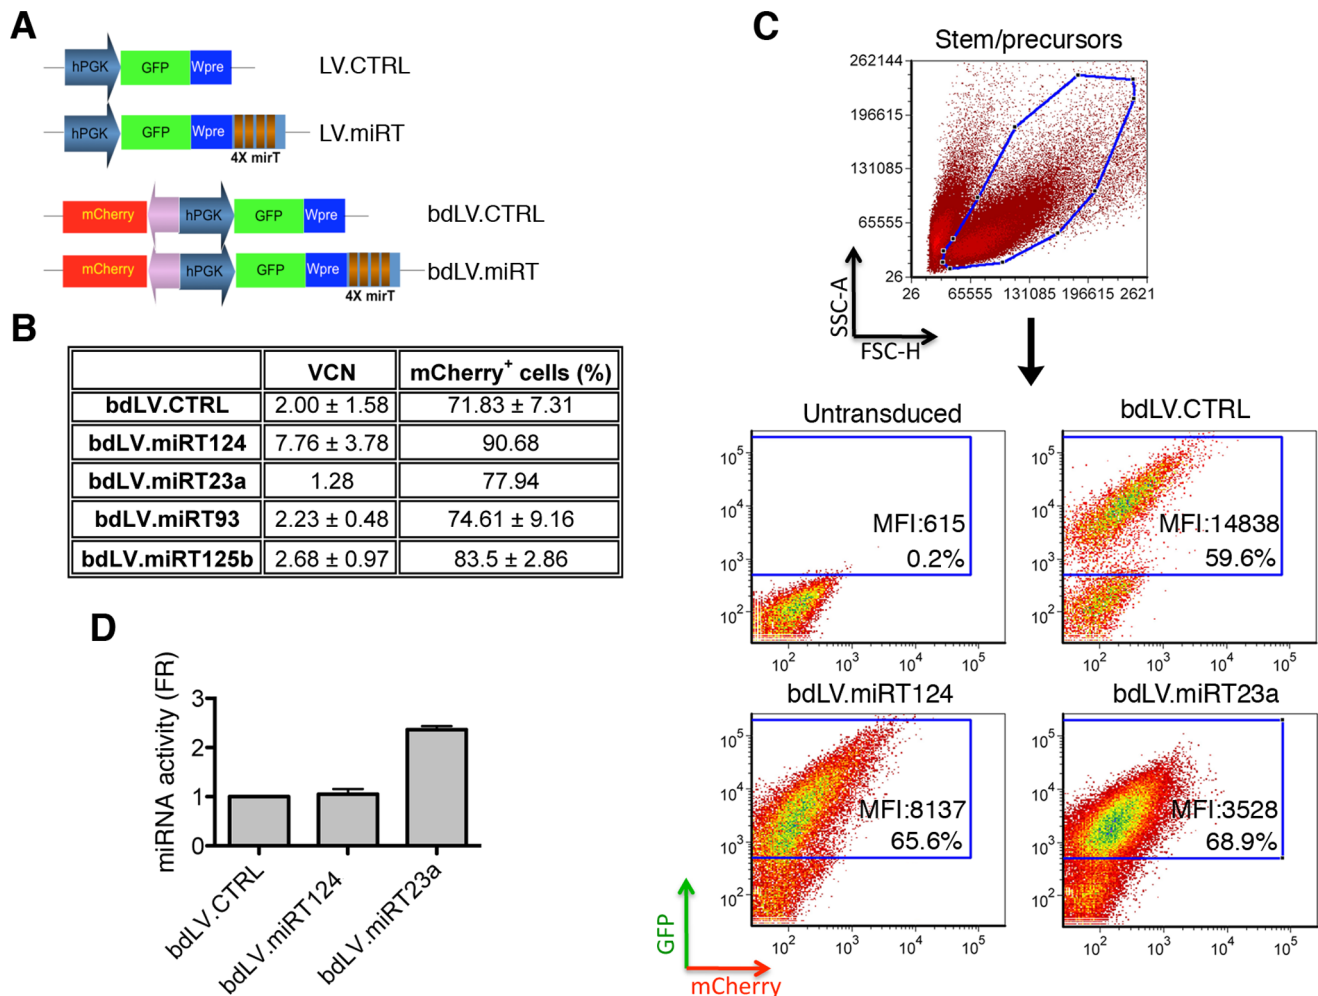 A
hPGK GFP Wpre LV.CTRL
hPGK GFP Wpre LV.miRT
4X mirT
mCherry hPGK GFP Wpre bdLV.CTRL
mCherry hPGK GFP Wpre bdLV.miRT
4X mirT
B
VCN mCherry+ cells (%)
bdLV.CTRL 2.00 ± 1.58 71.83 ± 7.31
bdLV.miRT124 7.76 ± 3.78 90.68
bdLV.miRT23a 1.28 77.94
bdLV.miRT93 2.23 ± 0.48 74.61 ± 9.16
bdLV.miRT125b 2.68 ± 0.97 83.5 ± 2.86
C
Stem/precursors
262144
196615
131085
65555
26
26 65555 131085 196615 2621
SSC-A
FSC-H
Untransduced
10^5
10^4
10^3
10^2
MFI:615
0.2%
10^2 10^3 10^4 10^5
bdLV.CTRL
10^5
10^4
10^3
10^2
MFI:14838
59.6%
10^2 10^3 10^4 10^5
bdLV.miRT124
10^5
10^4
10^3
10^2
MFI:8137
65.6%
10^2 10^3 10^4 10^5
bdLV.miRT23a
10^5
10^4
10^3
10^2
MFI:3528
68.9%
10^2 10^3 10^4 10^5
GFP
mCherry
D
miRNA activity (FR)
3
2
1
0
bdLV.CTRL
bdLV.miRT124
bdLV.miRT23a